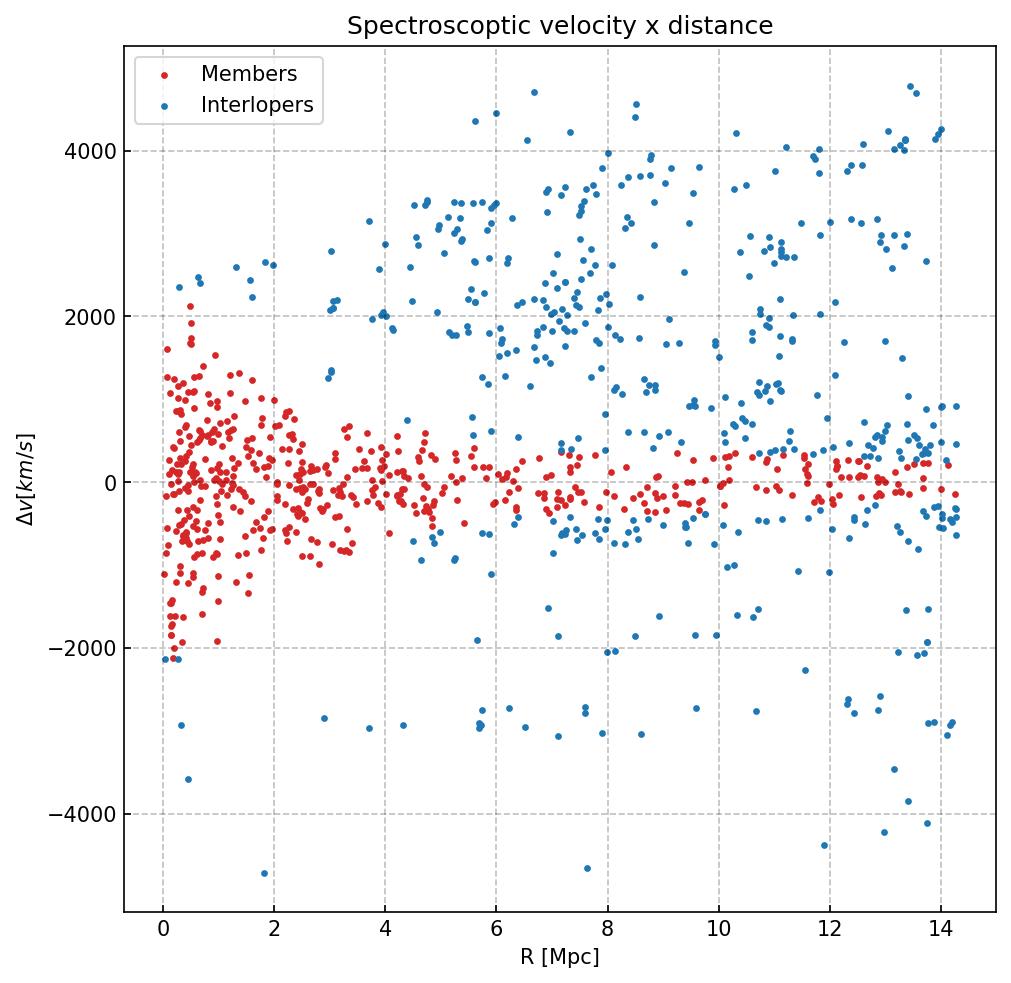 Spectroscoptic velocity x distance
Members
Interlopers
4000
2000
0
−2000
−4000
Δv[km/s]
0 2 4 6 8 10 12 14
R [Mpc]